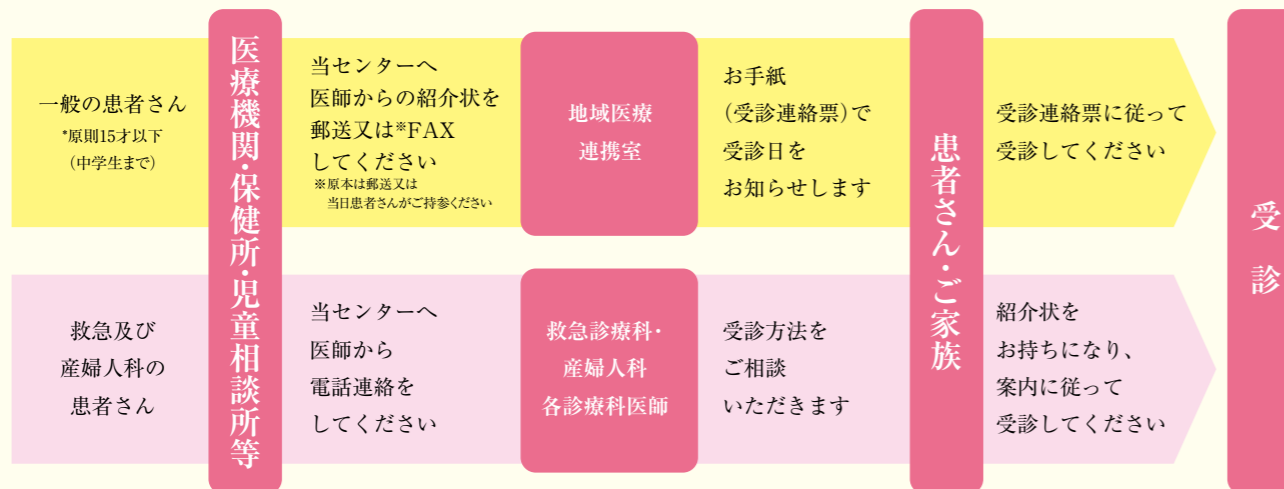 一般の患者さん
*原則15才以下
(中学生まで)
医療機関・保健所・児童相談所等
当センターへ
医師からの紹介状を
郵送又は※FAX
してください
※原本は郵送又は
当日患者さんがご持参ください
地域医療
連携室
お手紙
(受診連絡票)で
受診日を
お知らせします
患者さん・ご家族
受診連絡票に従って
受診してください
受診
救急及び
産婦人科の
患者さん
当センターへ
医師から
電話連絡を
してください
救急診療科・
産婦人科
各診療科医師
受診方法を
ご相談
いただきます
紹介状を
お持ちになり、
案内に従って
受診してください